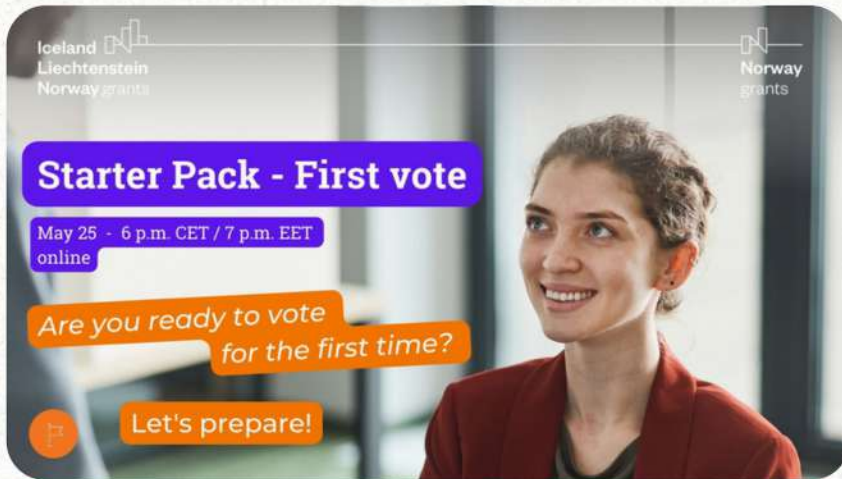 Iceland
Liechtenstein
Norway grants
Norway
grants
Starter Pack - First vote
May 25 - 6 p.m. CET / 7 p.m. EET
online
Are you ready to vote
for the first time?
Let's prepare!